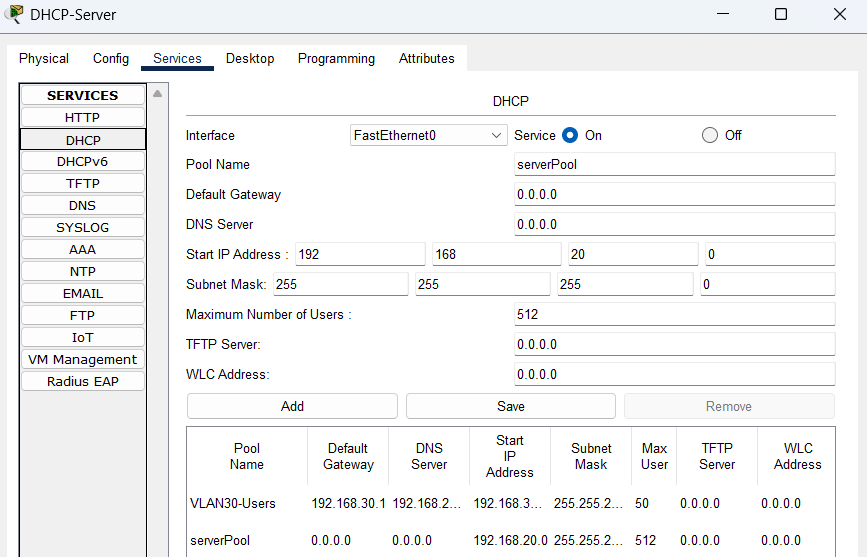 DHCP-Server
Physical Config Services Desktop Programming Attributes
SERVICES
HTTP
DHCP
DHCPv6
TFTP
DNS
SYSLOG
AAA
NTP
EMAIL
FTP
IoT
VM Management
Radius EAP
DHCP
Interface FastEthernet0 Service On Off
Pool Name serverPool
Default Gateway 0.0.0.0
DNS Server 0.0.0.0
Start IP Address : 192 168 20 0
Subnet Mask: 255 255 255 0
Maximum Number of Users : 512
TFTP Server: 0.0.0.0
WLC Address: 0.0.0.0
Add Save Remove
Pool Name Default Gateway DNS Server Start IP Address Subnet Mask Max User TFTP Server WLC Address
VLAN30-Users 192.168.30.1 192.168.2... 192.168.3... 255.255.2... 50 0.0.0.0 0.0.0.0
serverPool 0.0.0.0 0.0.0.0 192.168.20.0 255.255.2... 512 0.0.0.0 0.0.0.0